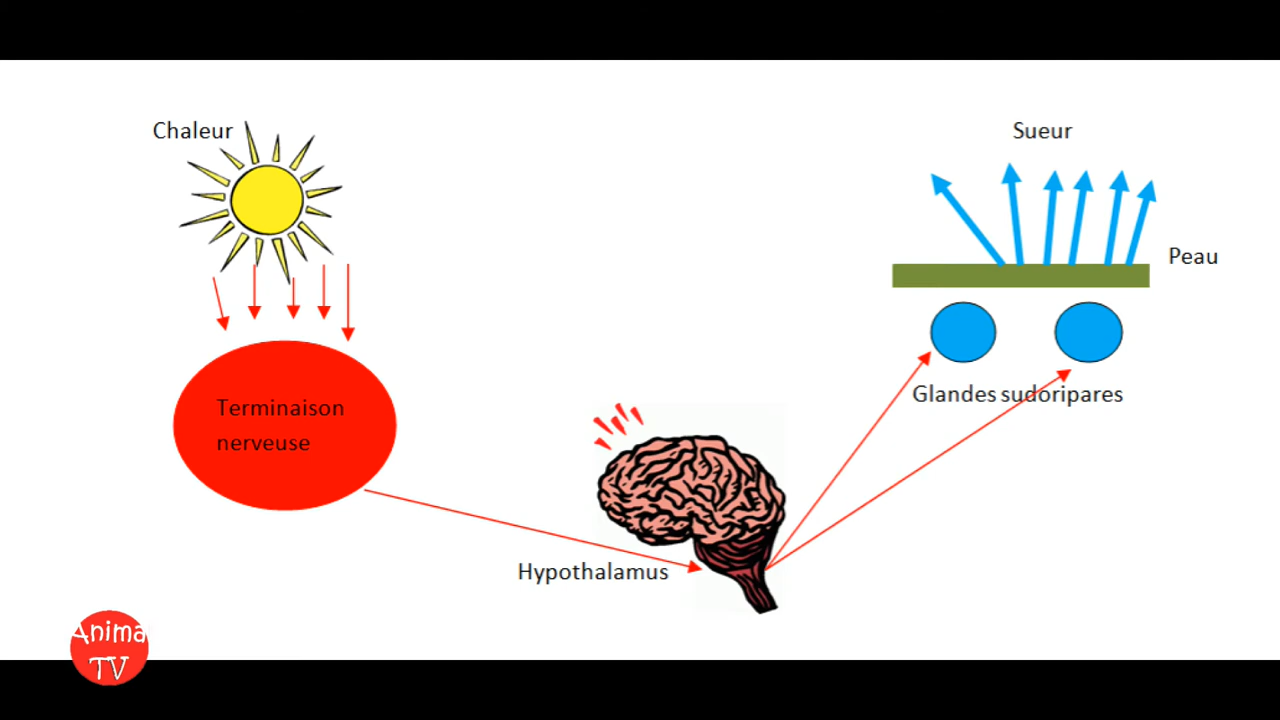 Chaleur
Sueur
Peau
Glandes sudoripares
Terminaison
nerveuse
Hypothalamus
Anima
TV